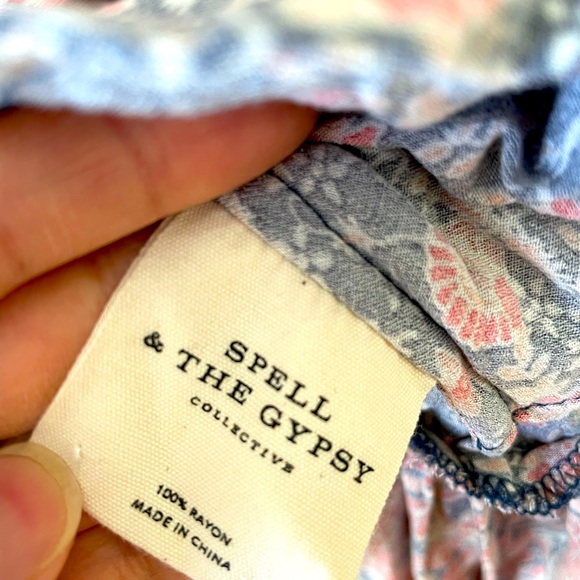 SPELL
& THE GYPSY
COLLECTIVE
100% RAYON
MADE IN CHINA